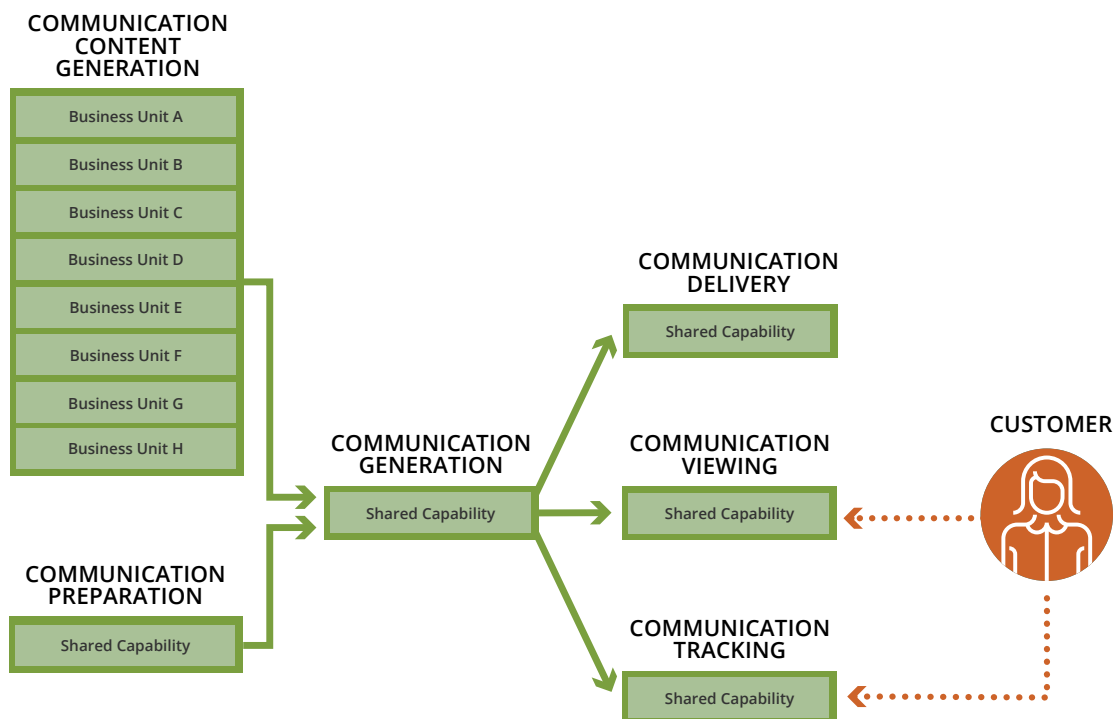 COMMUNICATION
CONTENT
GENERATION
Business Unit A
Business Unit B
Business Unit C
Business Unit D
Business Unit E
Business Unit F
Business Unit G
Business Unit H
COMMUNICATION
PREPARATION
Shared Capability
COMMUNICATION
GENERATION
Shared Capability
COMMUNICATION
DELIVERY
Shared Capability
COMMUNICATION
VIEWING
Shared Capability
COMMUNICATION
TRACKING
Shared Capability
CUSTOMER